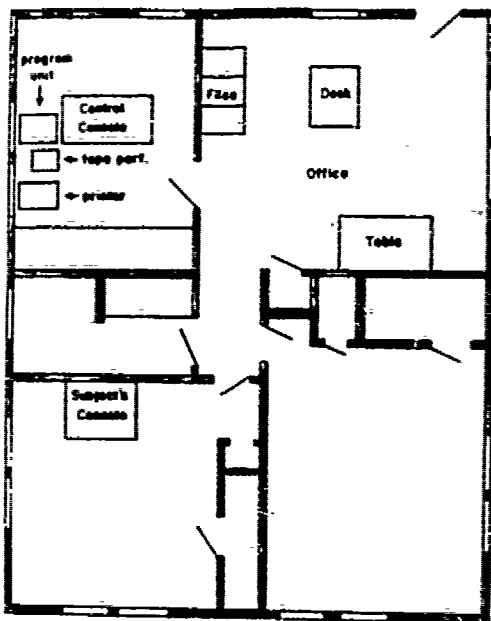 program
unit
Control
Console
Files
Desk
← tape perf.
Office
← printer
Table
Subject's
Console